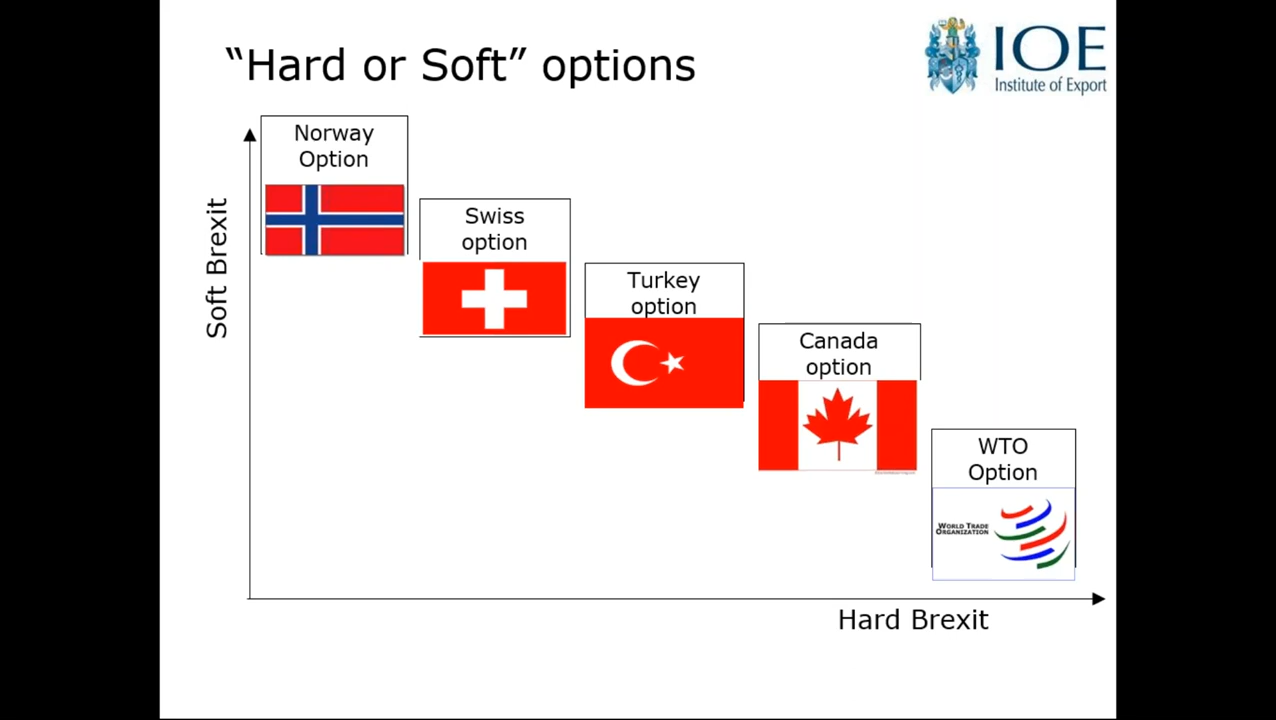 “Hard or Soft” options
IOE
Institute of Export
Norway
Option
Swiss
option
Turkey
option
Canada
option
WTO
Option
WORLD TRADE
ORGANIZATION
Soft Brexit
Hard Brexit